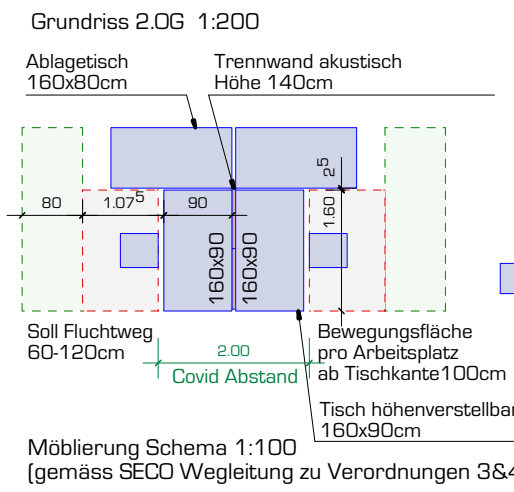 Grundriss 2.OG 1:200
Ablagetisch
160x80cm
Trennwand akustisch
Höhe 140cm
80
1.07⁵
90
2⁵
1.60
160x90
160x90
Soll Fluchtweg
60-120cm
2.00
Covid Abstand
Bewegungsfläche
pro Arbeitsplatz
ab Tischkante100cm
Tisch höhenverstellbar
160x90cm
Möblierung Schema 1:100
(gemäss SECO Wegleitung zu Verordnungen 3&4